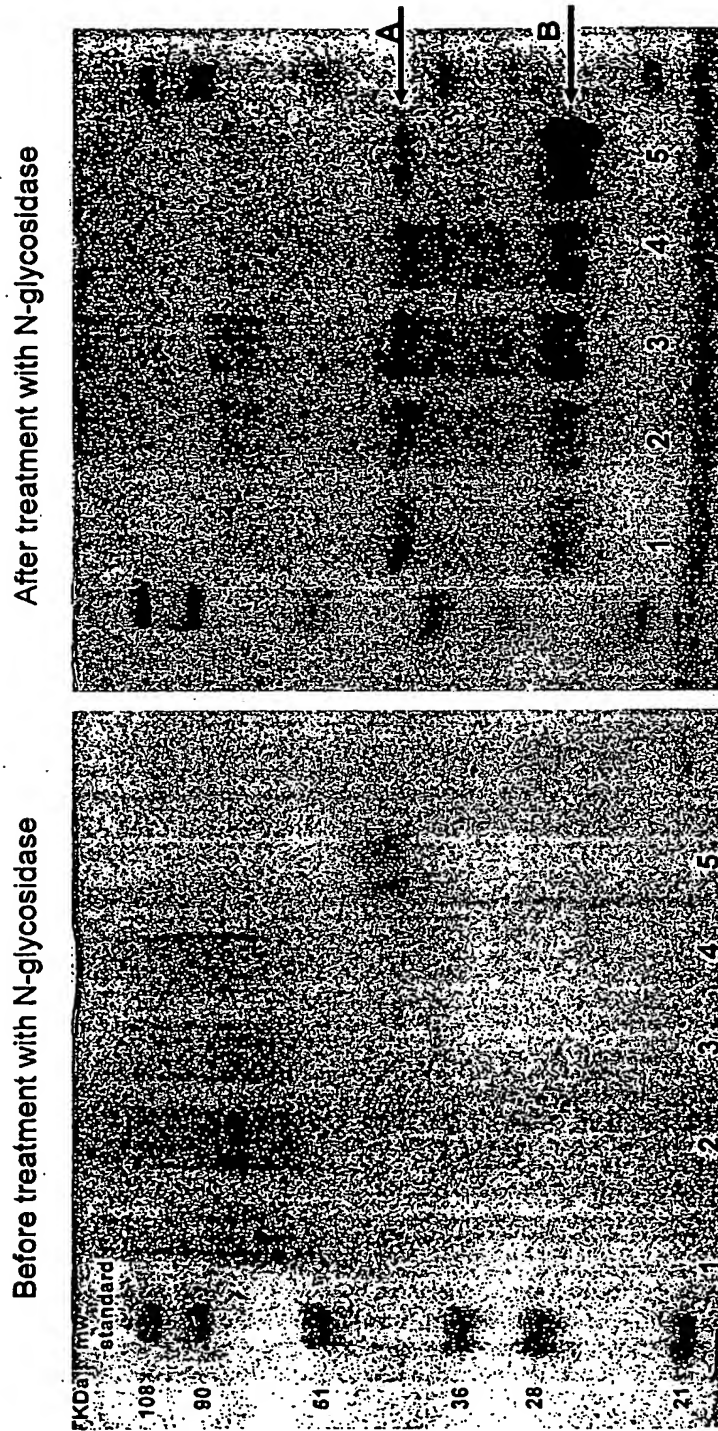 Before treatment with N-glycosidase
After treatment with N-glycosidase
KDa
standard
108
90
61
36
28
21
1
2
3
4
5
1
2
3
4
5
A
B